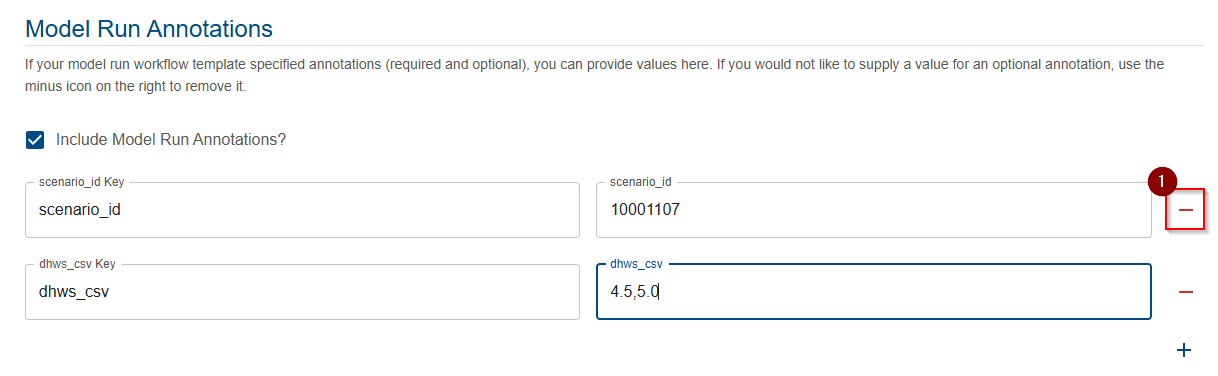 Model Run Annotations
If your model run workflow template specified annotations (required and optional), you can provide values here. If you would not like to supply a value for an optional annotation, use the
minus icon on the right to remove it.
Include Model Run Annotations?
scenario_id Key
scenario_id
scenario_id
10001107
1
dhws_csv Key
dhws_csv
dhws_csv
4.5,5.0